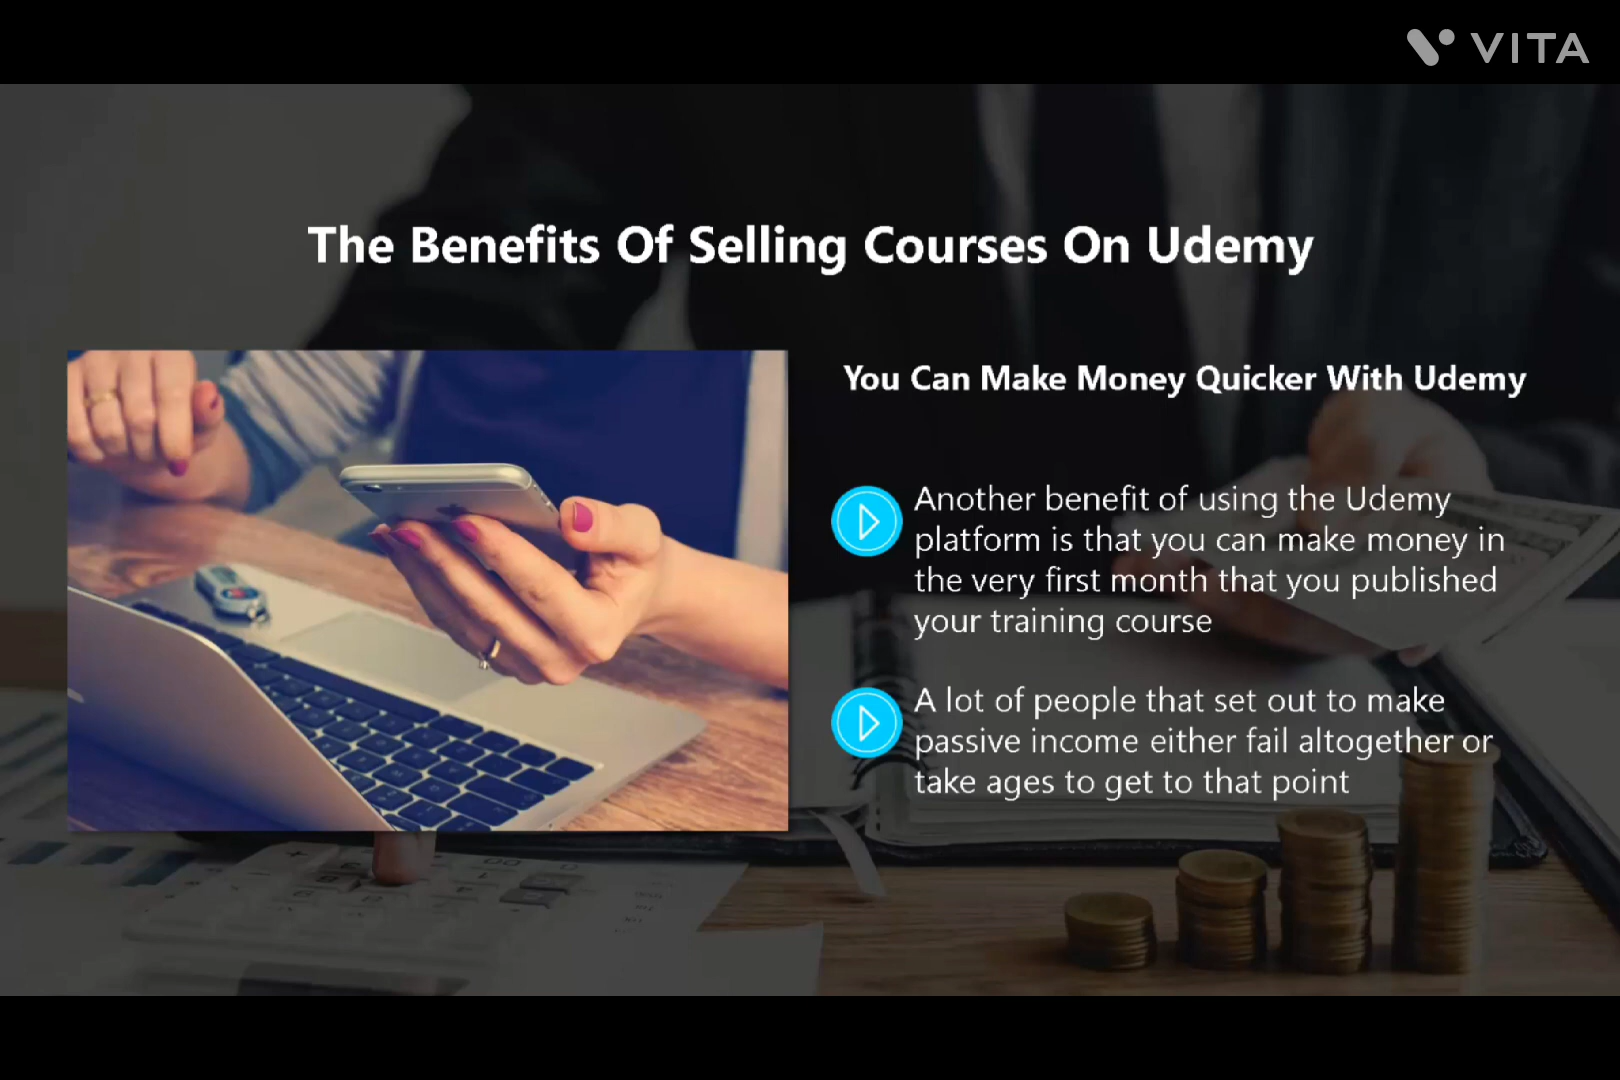 VITA
The Benefits Of Selling Courses On Udemy
You Can Make Money Quicker With Udemy
Another benefit of using the Udemy
platform is that you can make money in
the very first month that you published
your training course
A lot of people that set out to make
passive income either fail altogether or
take ages to get to that point